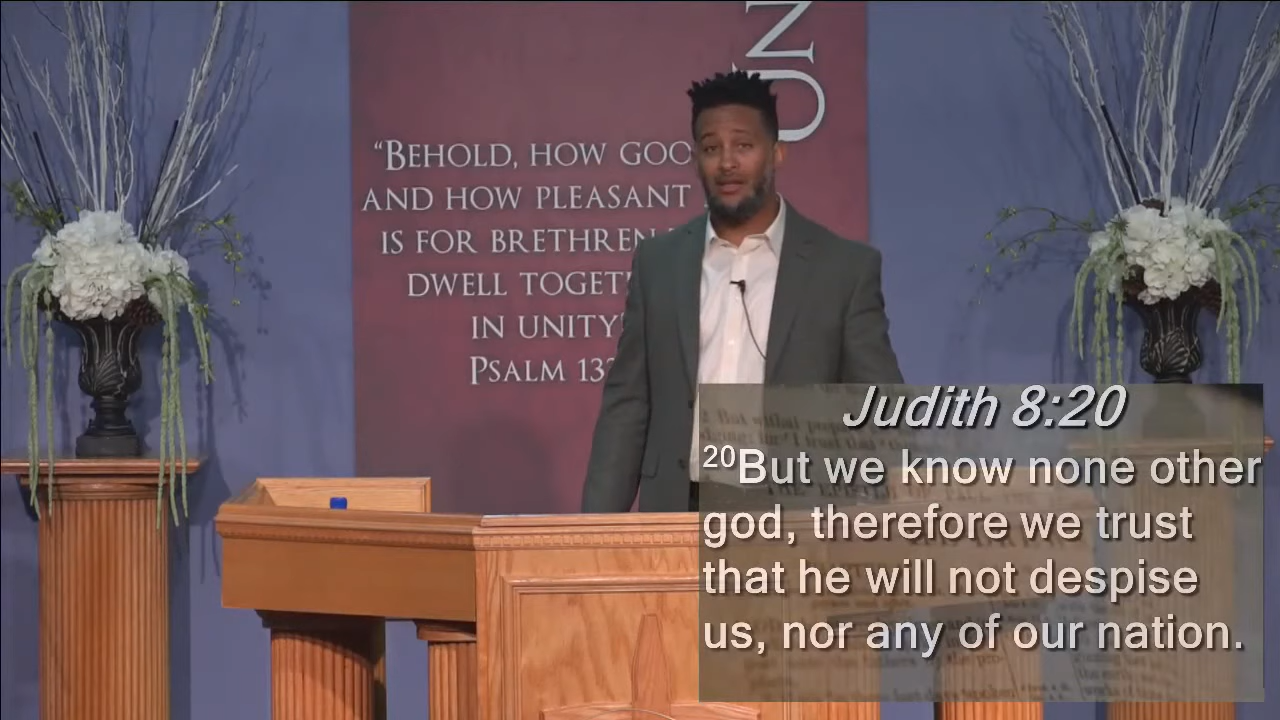 UN
“BEHOLD, HOW GOO
AND HOW PLEASANT
IS FOR BRETHREN
DWELL TOGET
IN UNITY
PSALM 13
Judith 8:20
20But we know none other
god, therefore we trust
that he will not despise
us, nor any of our nation.